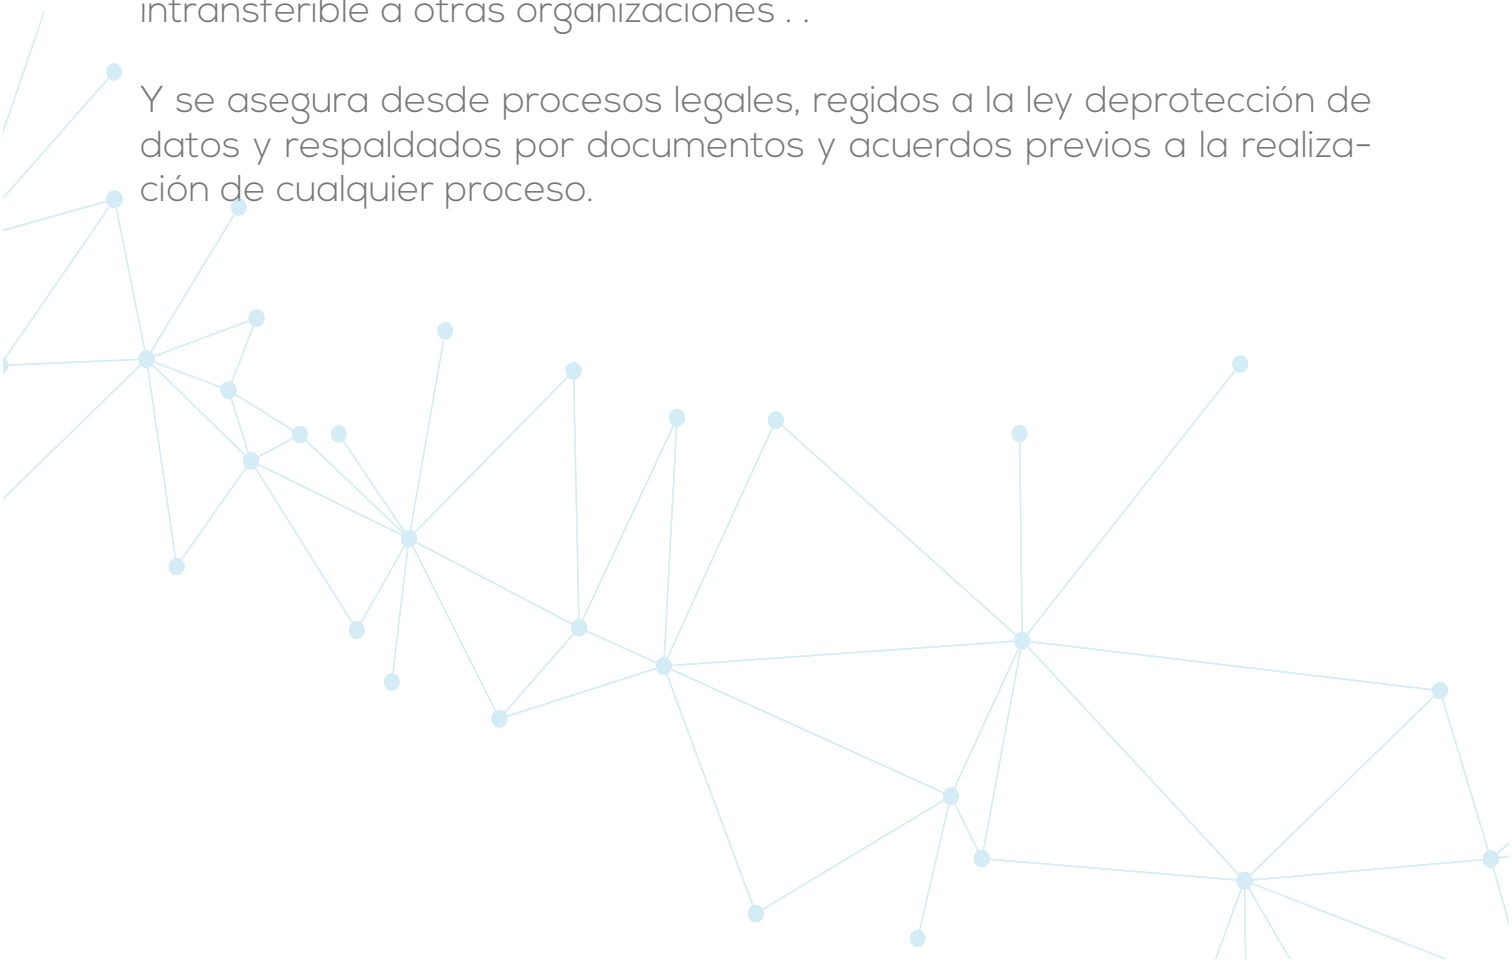 intransferible a otras organizaciones . .
Y se asegura desde procesos legales, regidos a la ley deprotección de
datos y respaldados por documentos y acuerdos previos a la realiza-
ción de cualquier proceso.